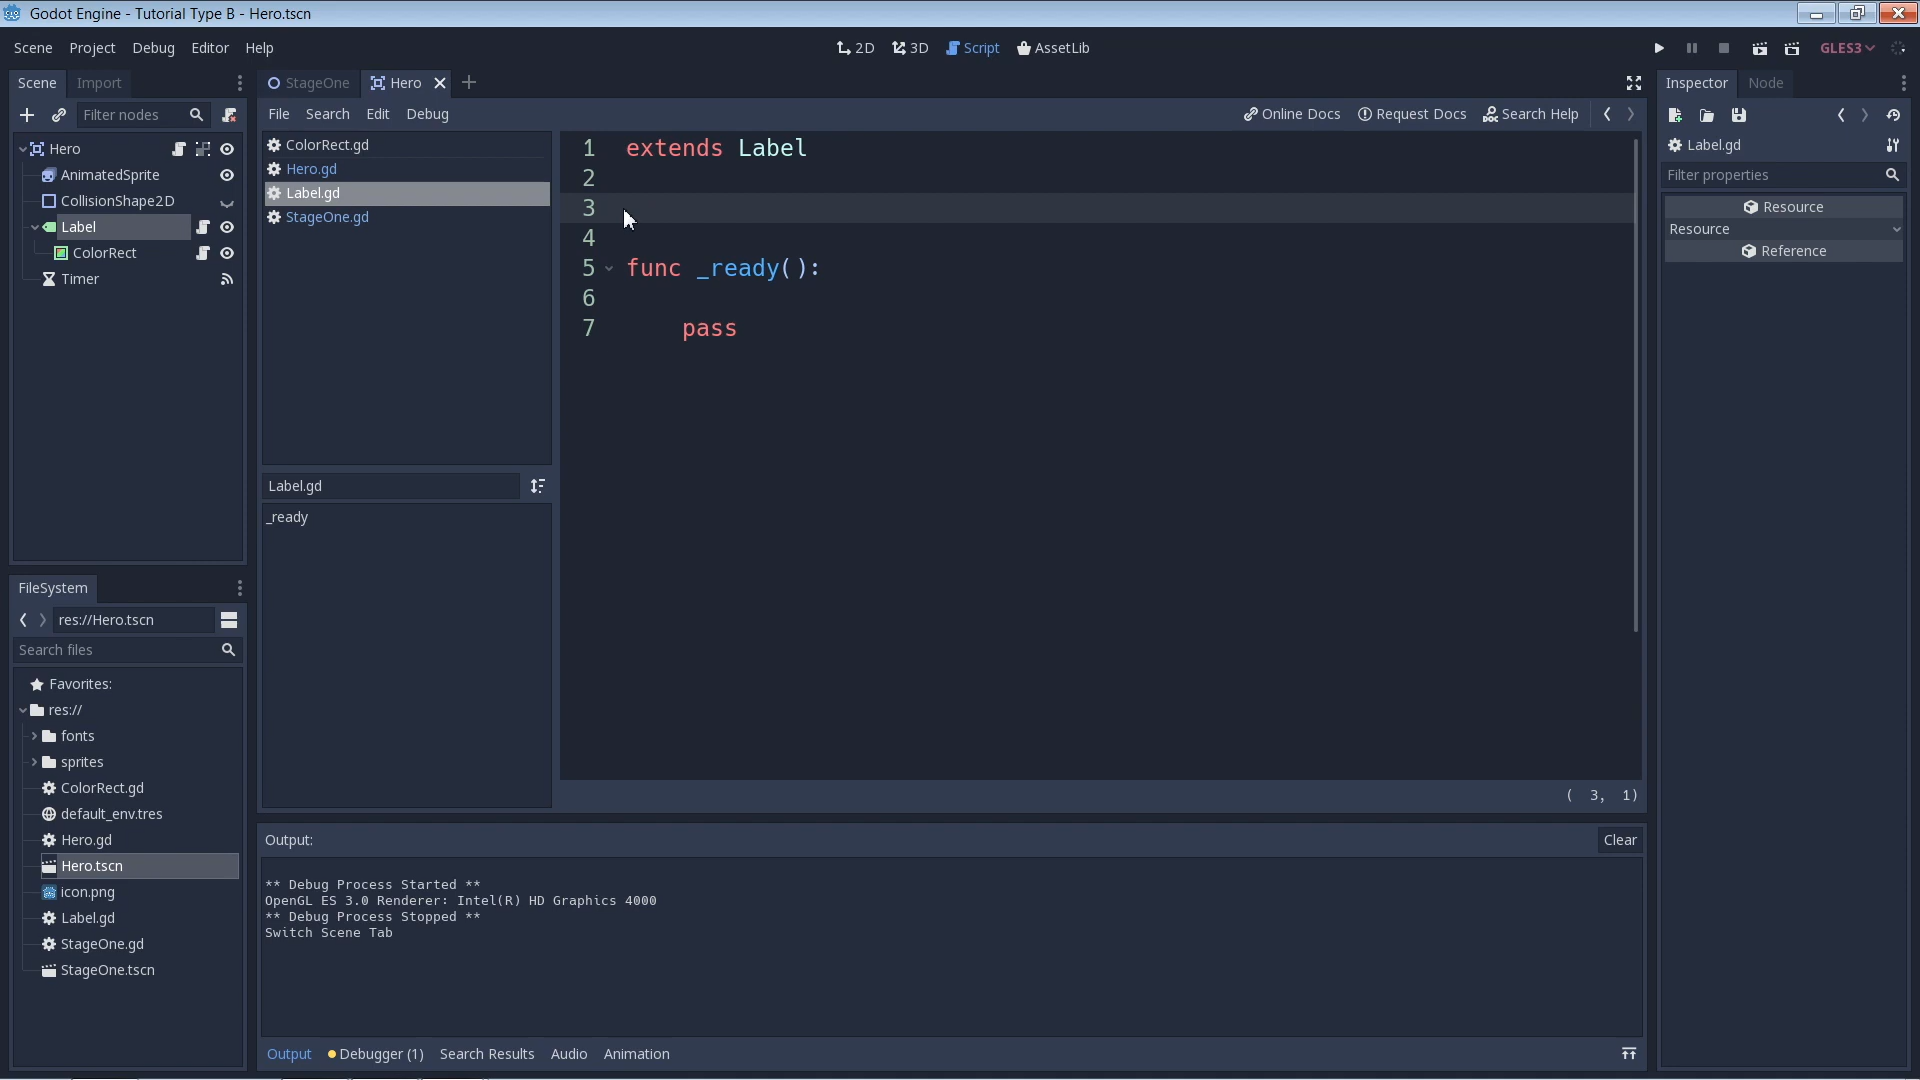 Godot Engine - Tutorial Type B - Hero.tscn
Scene Project Debug Editor Help
2D 3D Script AssetLib
GLES3
Scene Import
Filter nodes
Hero
AnimatedSprite
CollisionShape2D
Label
ColorRect
Timer
StageOne Hero
File Search Edit Debug
Online Docs Request Docs Search Help
ColorRect.gd
Hero.gd
Label.gd
StageOne.gd
Label.gd
_ready
1 extends Label
2
3
4
5 func _ready():
6
7 pass
( 3, 1)
Inspector Node
Label.gd
Filter properties
Resource
Resource
Reference
FileSystem
res://Hero.tscn
Search files
Favorites:
res://
fonts
sprites
ColorRect.gd
default_env.tres
Hero.gd
Hero.tscn
icon.png
Label.gd
StageOne.gd
StageOne.tscn
Output:
Clear
** Debug Process Started **
OpenGL ES 3.0 Renderer: Intel(R) HD Graphics 4000
** Debug Process Stopped **
Switch Scene Tab
Output Debugger (1) Search Results Audio Animation